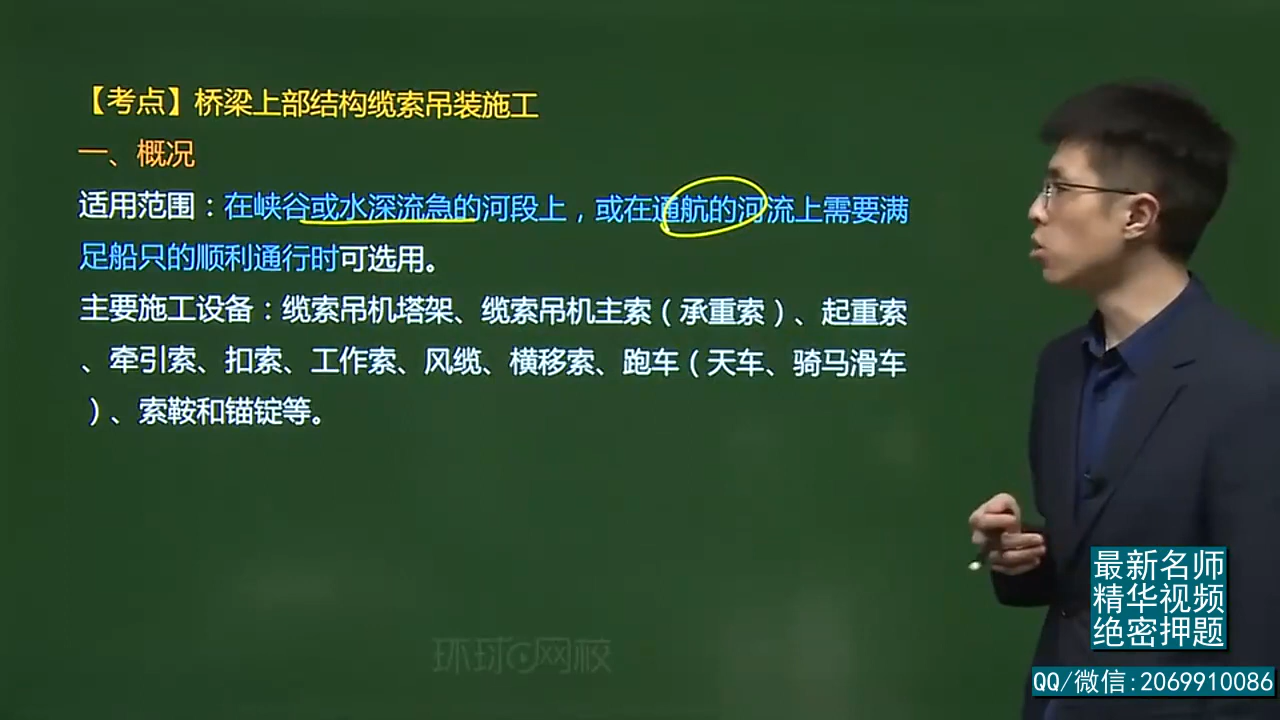 【考点】桥梁上部结构缆索吊装施工
一、概况
适用范围：在峡谷或水深流急的河段上，或在通航的河流上需要满
足船只的顺利通行时可选用。
主要施工设备：缆索吊机塔架、缆索吊机主索（承重索）、起重索
、牵引索、扣索、工作索、风缆、横移索、跑车（天车、骑马滑车
）、索鞍和锚锭等。
环球网校
最新名师
精华视频
绝密押题
QQ/微信:2069910086